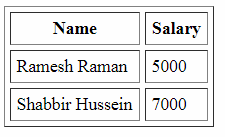 Name Salary
Ramesh Raman 5000
Shabbir Hussein 7000